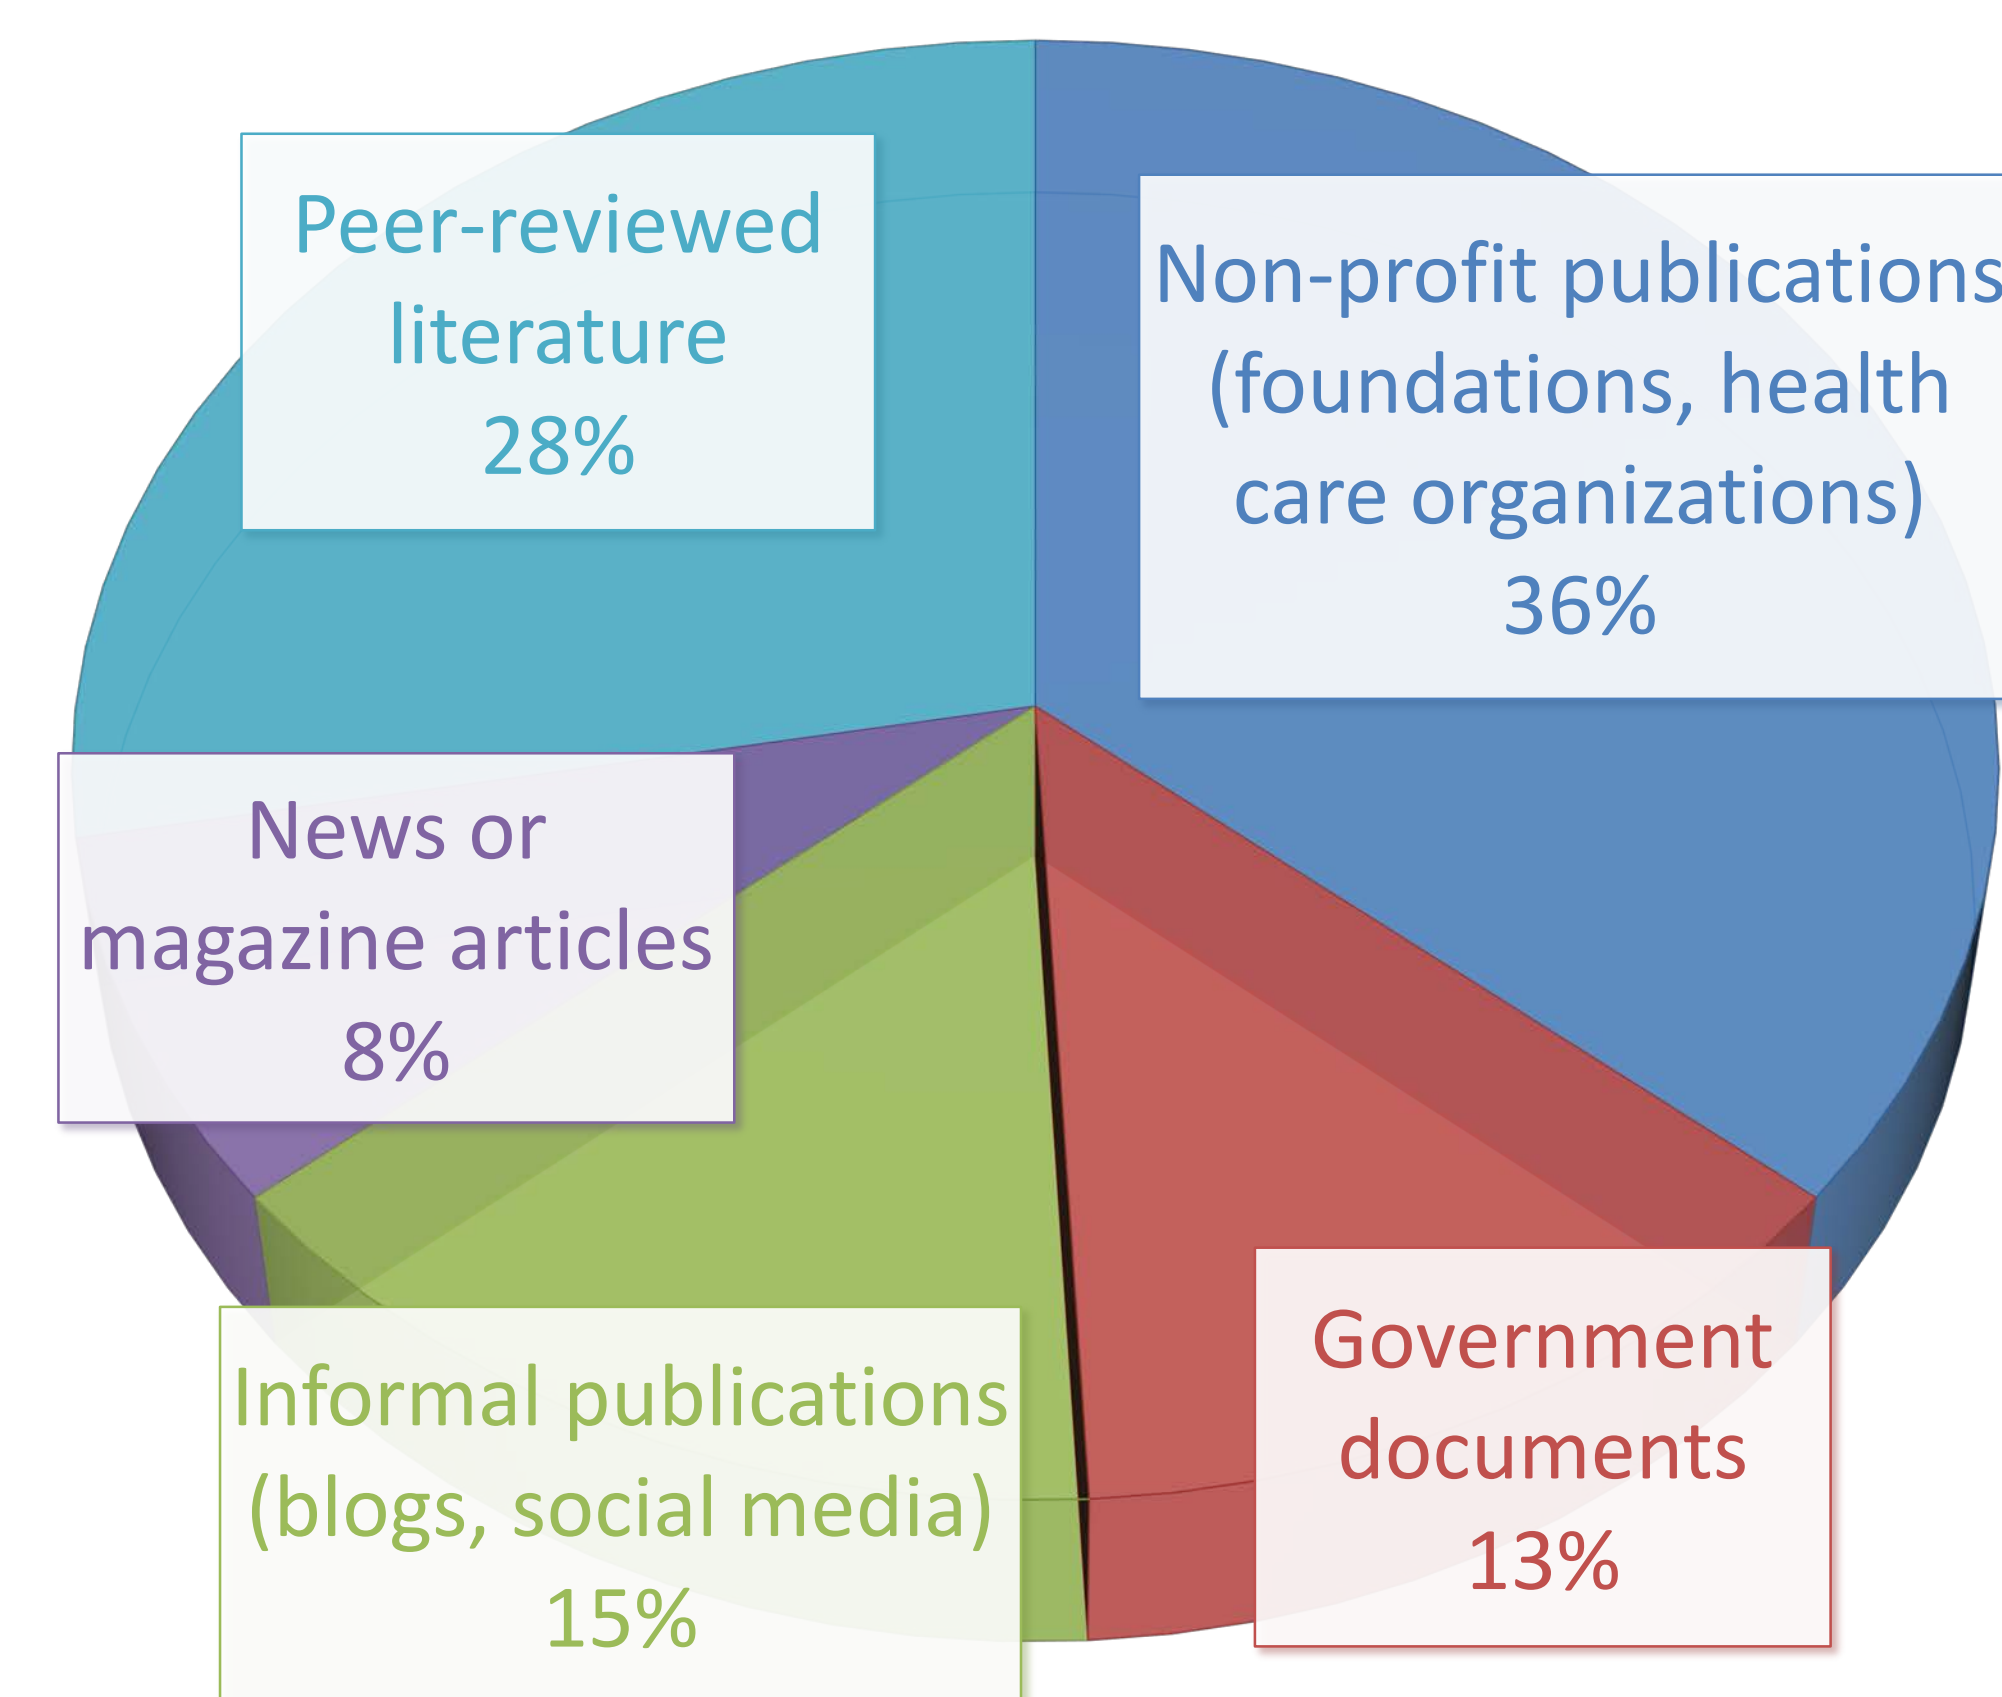 Peer-reviewed
literature
28%
Non-profit publications
(foundations, health
care organizations)
36%
News or
magazine articles
8%
Informal publications
(blogs, social media)
15%
Government
documents
13%